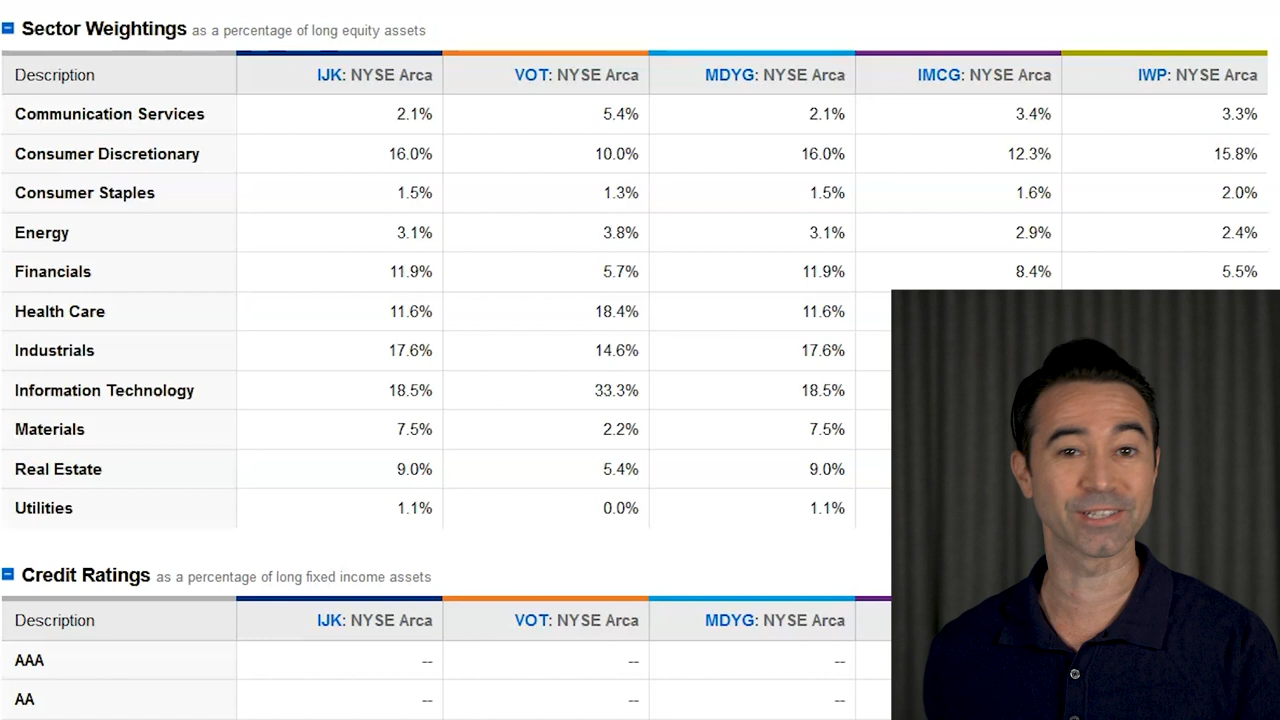 Sector Weightings as a percentage of long equity assets
Description IJK: NYSE Arca VOT: NYSE Arca MDYG: NYSE Arca IMCG: NYSE Arca IWP: NYSE Arca
Communication Services 2.1% 5.4% 2.1% 3.4% 3.3%
Consumer Discretionary 16.0% 10.0% 16.0% 12.3% 15.8%
Consumer Staples 1.5% 1.3% 1.5% 1.6% 2.0%
Energy 3.1% 3.8% 3.1% 2.9% 2.4%
Financials 11.9% 5.7% 11.9% 8.4% 5.5%
Health Care 11.6% 18.4% 11.6%
Industrials 17.6% 14.6% 17.6%
Information Technology 18.5% 33.3% 18.5%
Materials 7.5% 2.2% 7.5%
Real Estate 9.0% 5.4% 9.0%
Utilities 1.1% 0.0% 1.1%
Credit Ratings as a percentage of long fixed income assets
Description IJK: NYSE Arca VOT: NYSE Arca MDYG: NYSE Arca
AAA -- -- --
AA -- -- --